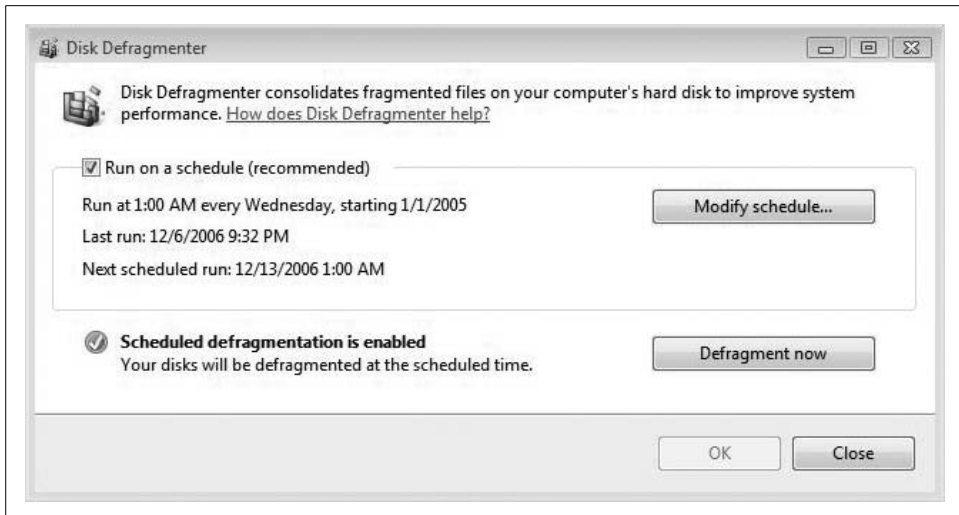 Disk Defragmenter
Disk Defragmenter consolidates fragmented files on your computer's hard disk to improve system
performance. How does Disk Defragmenter help?
Run on a schedule (recommended)
Run at 1:00 AM every Wednesday, starting 1/1/2005
Modify schedule...
Last run: 12/6/2006 9:32 PM
Next scheduled run: 12/13/2006 1:00 AM
Scheduled defragmentation is enabled
Your disks will be defragmented at the scheduled time.
Defragment now
OK
Close